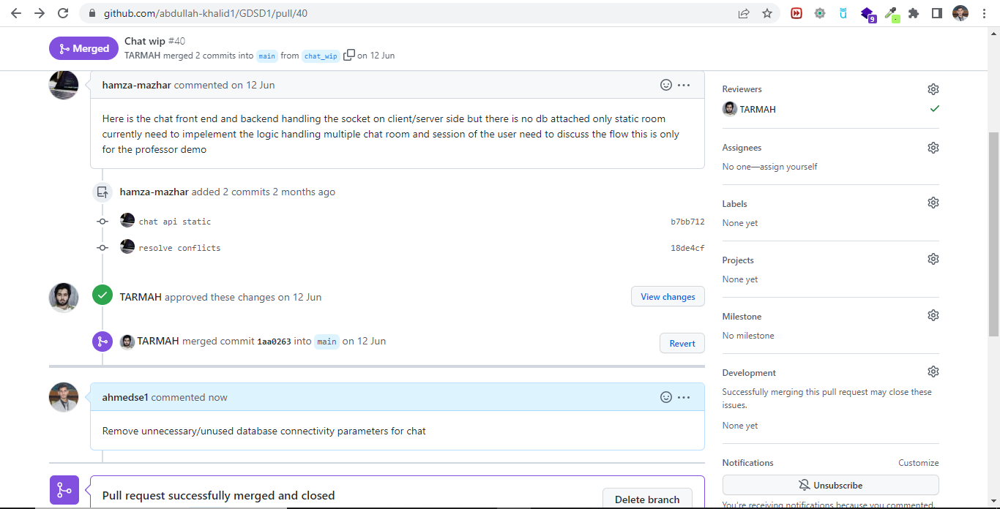 github.com/abdullah-khalid1/GDSD1/pull/40
9
Merged
Chat wip #40
TARMAH merged 2 commits into main from chat_wip on 12 Jun
hamza-mazhar commented on 12 Jun
Here is the chat front end and backend handling the socket on client/server side but there is no db attached only static room
currently need to impelement the logic handling multiple chat room and session of the user need to discuss the flow this is only
for the professor demo
hamza-mazhar added 2 commits 2 months ago
chat api static b7bb712
resolve conflicts 18de4cf
TARMAH approved these changes on 12 Jun View changes
TARMAH merged commit 1aa0263 into main on 12 Jun Revert
ahmedse1 commented now
Remove unnecessary/unused database connectivity parameters for chat
Pull request successfully merged and closed
Delete branch
Reviewers
TARMAH
Assignees
No one—assign yourself
Labels
None yet
Projects
None yet
Milestone
No milestone
Development
Successfully merging this pull request may close these
issues.
None yet
Notifications Customize
Unsubscribe
You're receiving notifications because you commented.